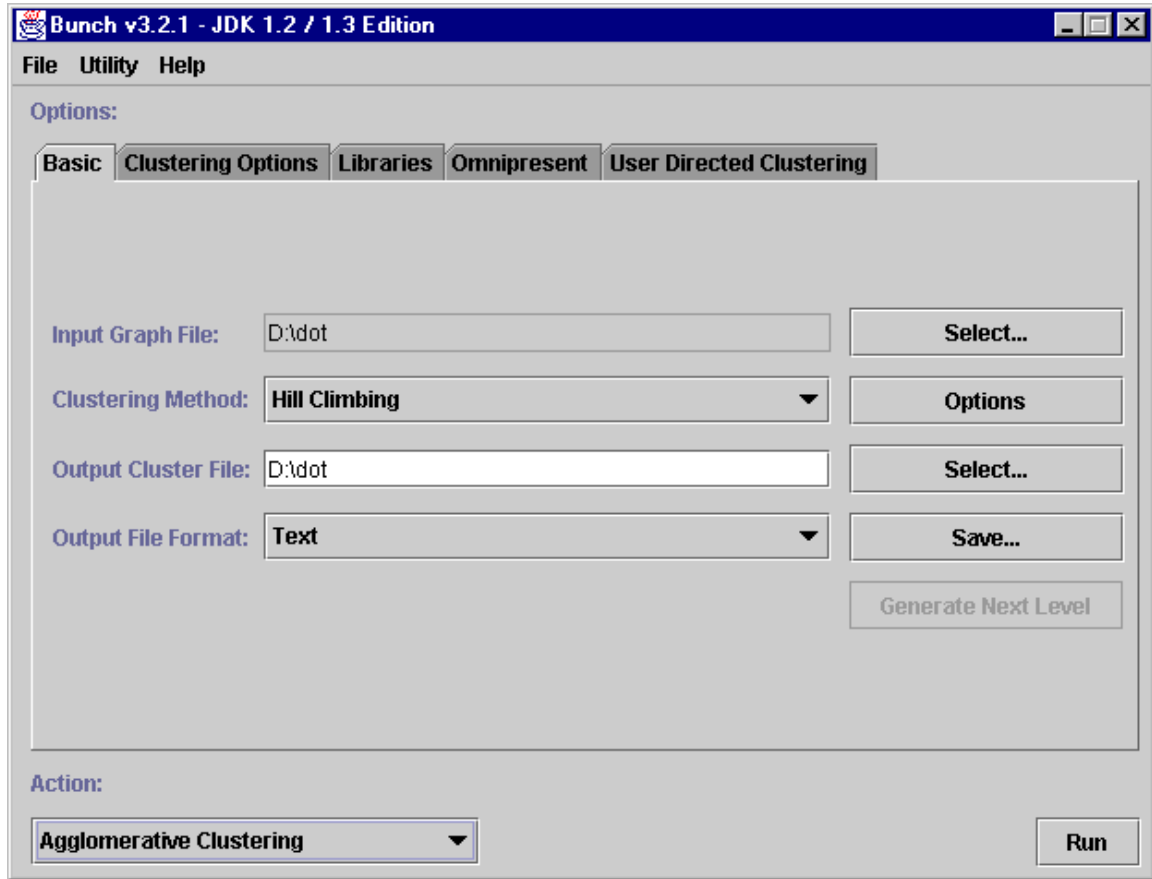 Bunch v3.2.1 - JDK 1.2 / 1.3 Edition
File Utility Help
Options:
Basic Clustering Options Libraries Omnipresent User Directed Clustering
Input Graph File: D:\dot Select...
Clustering Method: Hill Climbing Options
Output Cluster File: D:\dot Select...
Output File Format: Text Save...
Generate Next Level
Action:
Agglomerative Clustering Run